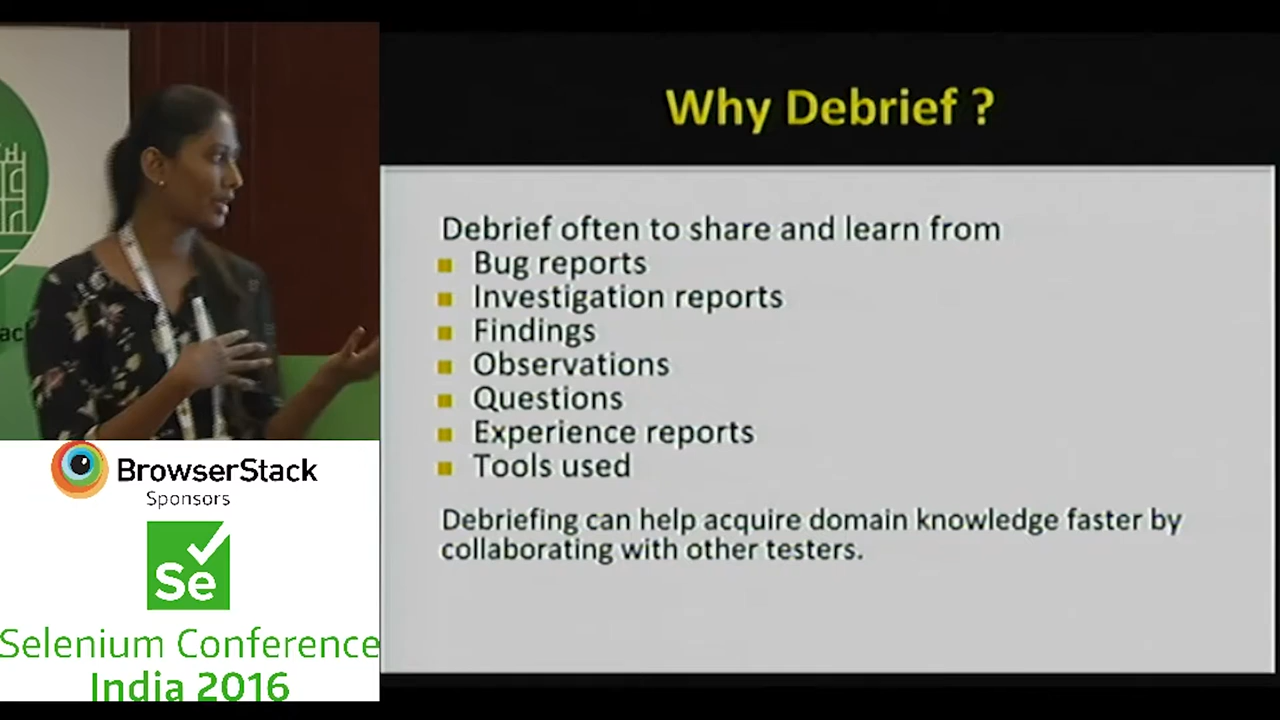 Why Debrief ?
Debrief often to share and learn from
Bug reports
Investigation reports
Findings
Observations
Questions
Experience reports
Tools used
Debriefing can help acquire domain knowledge faster by
collaborating with other testers.
BrowserStack
Sponsors
Se
Selenium Conference
India 2016